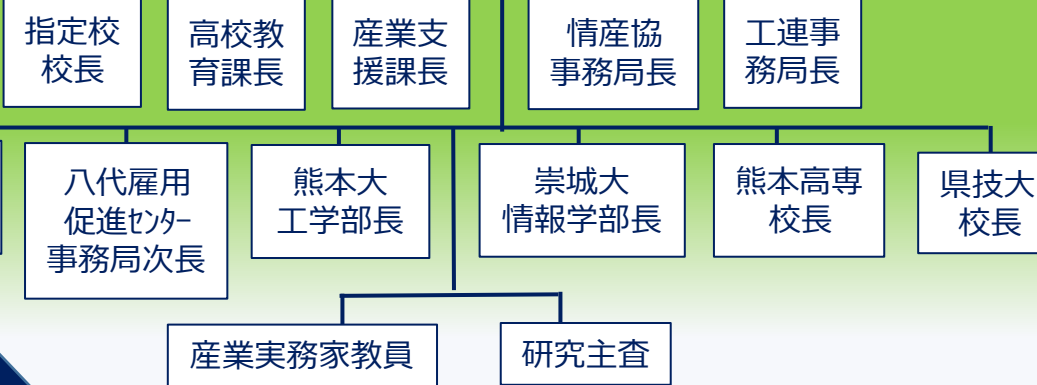 指定校
校長
高校教
育課長
産業支
援課長
情産協
事務局長
工連事
務局長
八代雇用
促進ｾﾝﾀｰ
事務局次長
熊本大
工学部長
崇城大
情報学部長
熊本高専
校長
県技大
校長
産業実務家教員
研究主査